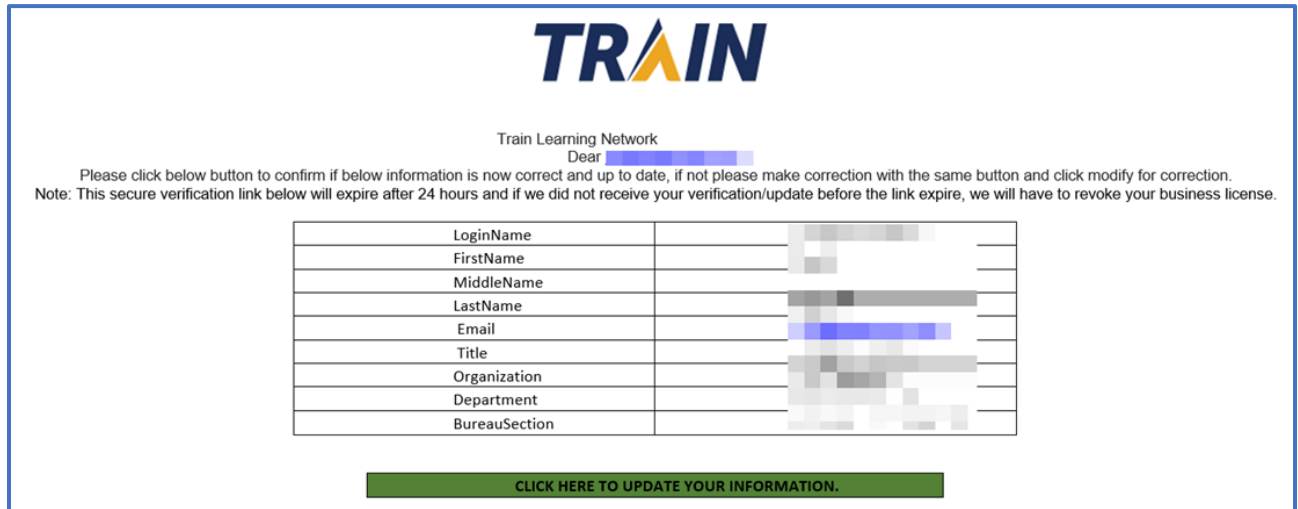 TRAIN
Train Learning Network
Dear
Please click below button to confirm if below information is now correct and up to date, if not please make correction with the same button and click modify for correction.
Note: This secure verification link below will expire after 24 hours and if we did not receive your verification/update before the link expire, we will have to revoke your business license.
LoginName
FirstName
MiddleName
LastName
Email
Title
Organization
Department
BureauSection
CLICK HERE TO UPDATE YOUR INFORMATION.